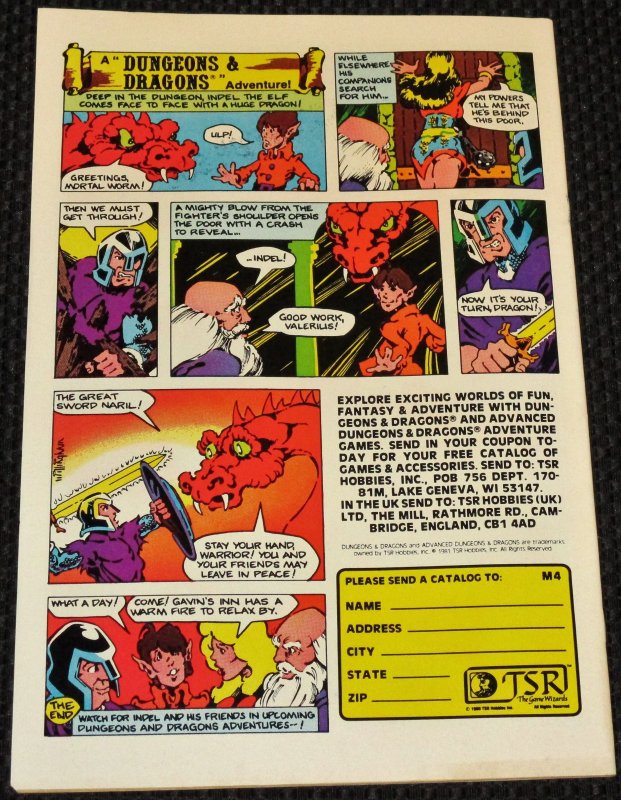 A "DUNGEONS &
DRAGONS®" Adventure!
DEEP IN THE DUNGEON, INDEL THE ELF
COMES FACE TO FACE WITH A HUGE DRAGON!
ULP!
GREETINGS,
MORTAL WORM!
WHILE
ELSEWHERE,
HIS
COMPANIONS
SEARCH
FOR HIM...
MY POWERS
TELL ME THAT
HE'S BEHIND
THIS DOOR.
THEN WE MUST
GET THROUGH!
A MIGHTY BLOW FROM THE
FIGHTER'S SHOULDER OPENS
THE DOOR WITH A CRASH
TO REVEAL...
...INDEL!
GOOD WORK,
VALERIUS!
NOW IT'S YOUR
TURN, DRAGON!
THE GREAT
SWORD NARIL!
STAY YOUR HAND,
WARRIOR! YOU AND
YOUR FRIENDS MAY
LEAVE IN PEACE!
WHAT A DAY!
COME! GAVIN'S INN HAS A
WARM FIRE TO RELAX BY.
THE
END
WATCH FOR INDEL AND HIS FRIENDS IN UPCOMING
DUNGEONS AND DRAGONS ADVENTURES--!
EXPLORE EXCITING WORLDS OF FUN,
FANTASY & ADVENTURE WITH DUN-
GEONS & DRAGONS® AND ADVANCED
DUNGEONS & DRAGONS® ADVENTURE
GAMES. SEND IN YOUR COUPON TO-
DAY FOR YOUR FREE CATALOG OF
GAMES & ACCESSORIES. SEND TO: TSR
HOBBIES, INC., POB 756 DEPT. 170-
81M, LAKE GENEVA, WI 53147.
IN THE UK SEND TO: TSR HOBBIES (UK)
LTD, THE MILL, RATHMORE RD., CAM-
BRIDGE, ENGLAND, CB1 4AD
DUNGEONS & DRAGONS and ADVANCED DUNGEONS & DRAGONS are trademarks
owned by TSR Hobbies, Inc. © 1981 TSR Hobbies, Inc. All Rights Reserved
PLEASE SEND A CATALOG TO: M4
NAME
ADDRESS
CITY
STATE
ZIP
TSR™
The Game Wizards
© 1980 TSR Hobbies Inc. All Rights Reserved